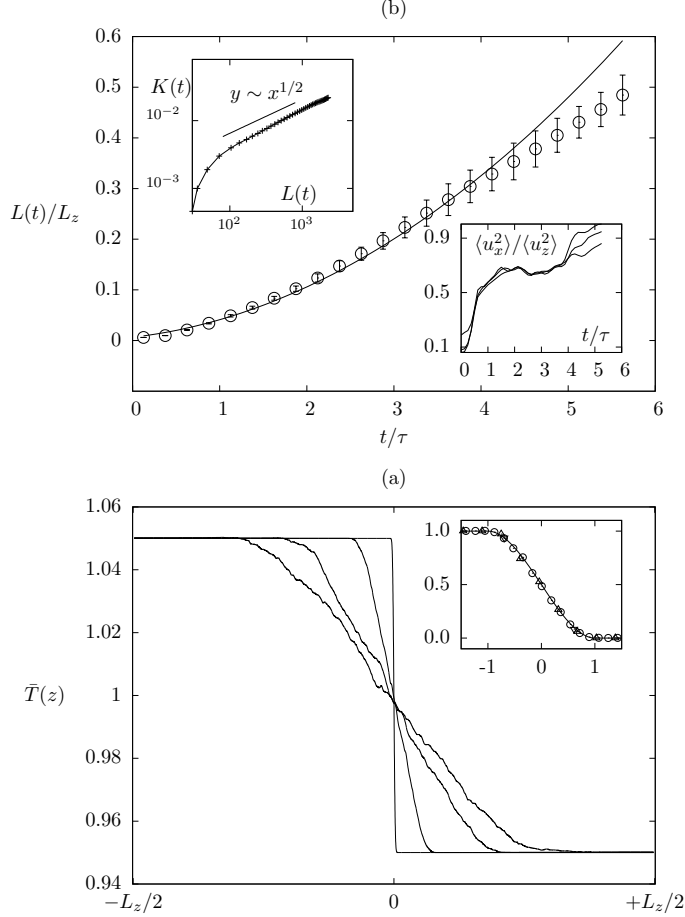 (b)
0.6
0.5
0.4
0.3
0.2
0.1
0
L(t)/L_z
0 1 2 3 4 5 6
t/τ
K(t)
y ∼ x^{1/2}
10^{-2}
10^{-3}
L(t)
10^2 10^3
0.9
0.5
0.1
⟨u_x^2⟩/⟨u_z^2⟩
t/τ
0 1 2 3 4 5 6
(a)
1.06
1.04
1.02
1
0.98
0.96
0.94
T̄(z)
1.0
0.5
0.0
-1 0 1
−L_z/2 0 +L_z/2